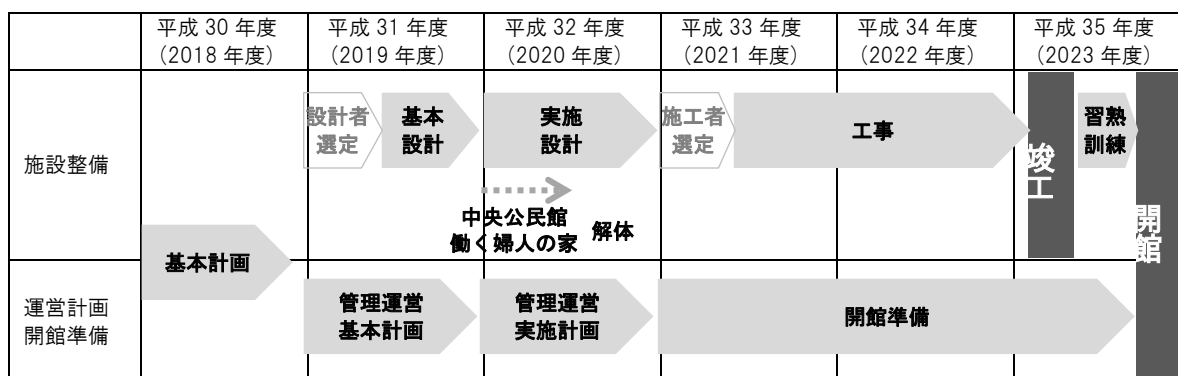 平成 30 年度
（2018 年度）
平成 31 年度
（2019 年度）
平成 32 年度
（2020 年度）
平成 33 年度
（2021 年度）
平成 34 年度
（2022 年度）
平成 35 年度
（2023 年度）
施設整備
設計者
選定
基本
設計
実施
設計
施工者
選定
工事
竣工
習熟
訓練
開館
中央公民館
働く婦人の家
解体
基本計画
運営計画
開館準備
管理運営
基本計画
管理運営
実施計画
開館準備